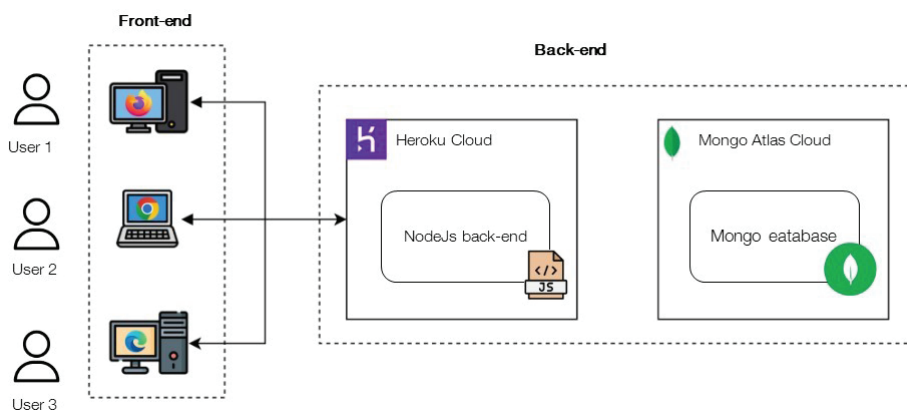 Front-end
Back-end
User 1
Heroku Cloud
Mongo Atlas Cloud
NodeJs back-end
Mongo eatabase
</>
JS
User 2
User 3